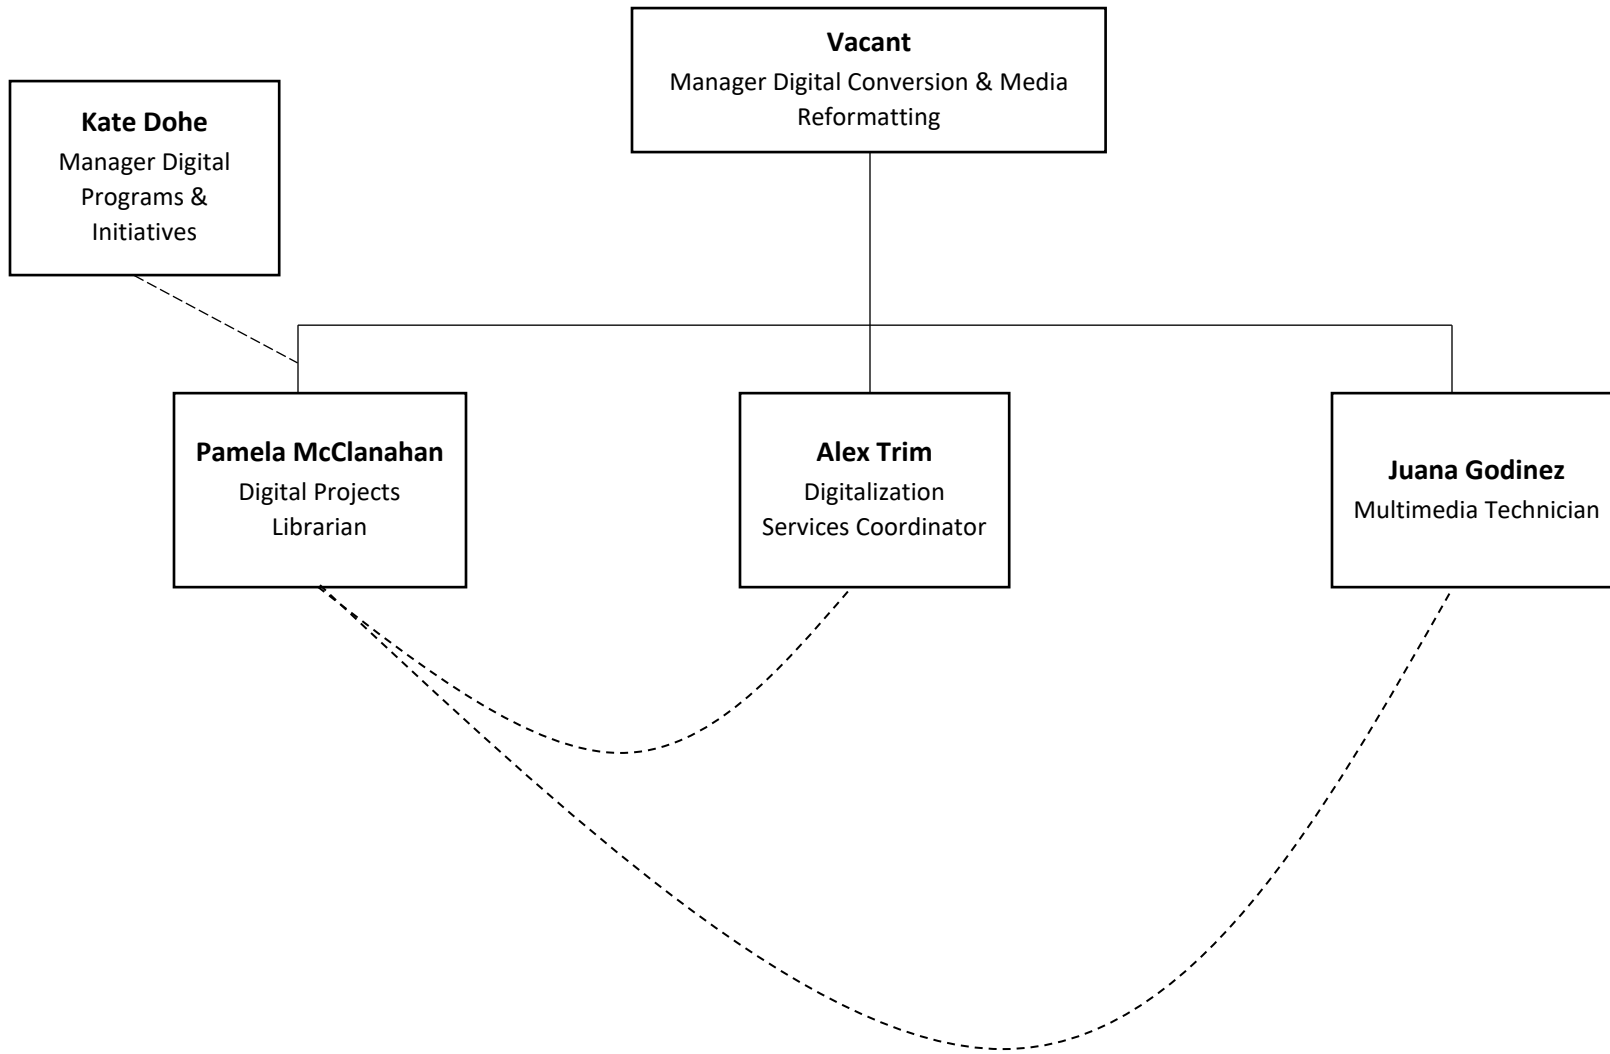 Vacant
Manager Digital Conversion & Media
Reformatting
Kate Dohe
Manager Digital
Programs &
Initiatives
Pamela McClanahan
Digital Projects
Librarian
Alex Trim
Digitalization
Services Coordinator
Juana Godinez
Multimedia Technician